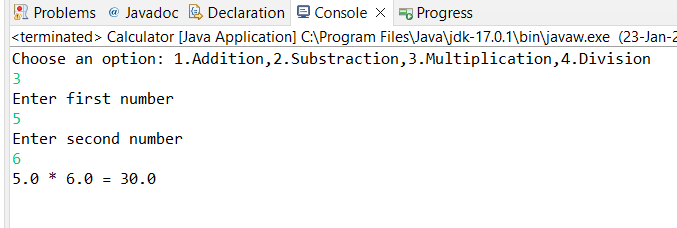 Problems @ Javadoc Declaration Console Progress
<terminated> Calculator [Java Application] C:\Program Files\Java\jdk-17.0.1\bin\javaw.exe (23-Jan-2
Choose an option: 1.Addition,2.Substraction,3.Multiplication,4.Division
3
Enter first number
5
Enter second number
6
5.0 * 6.0 = 30.0